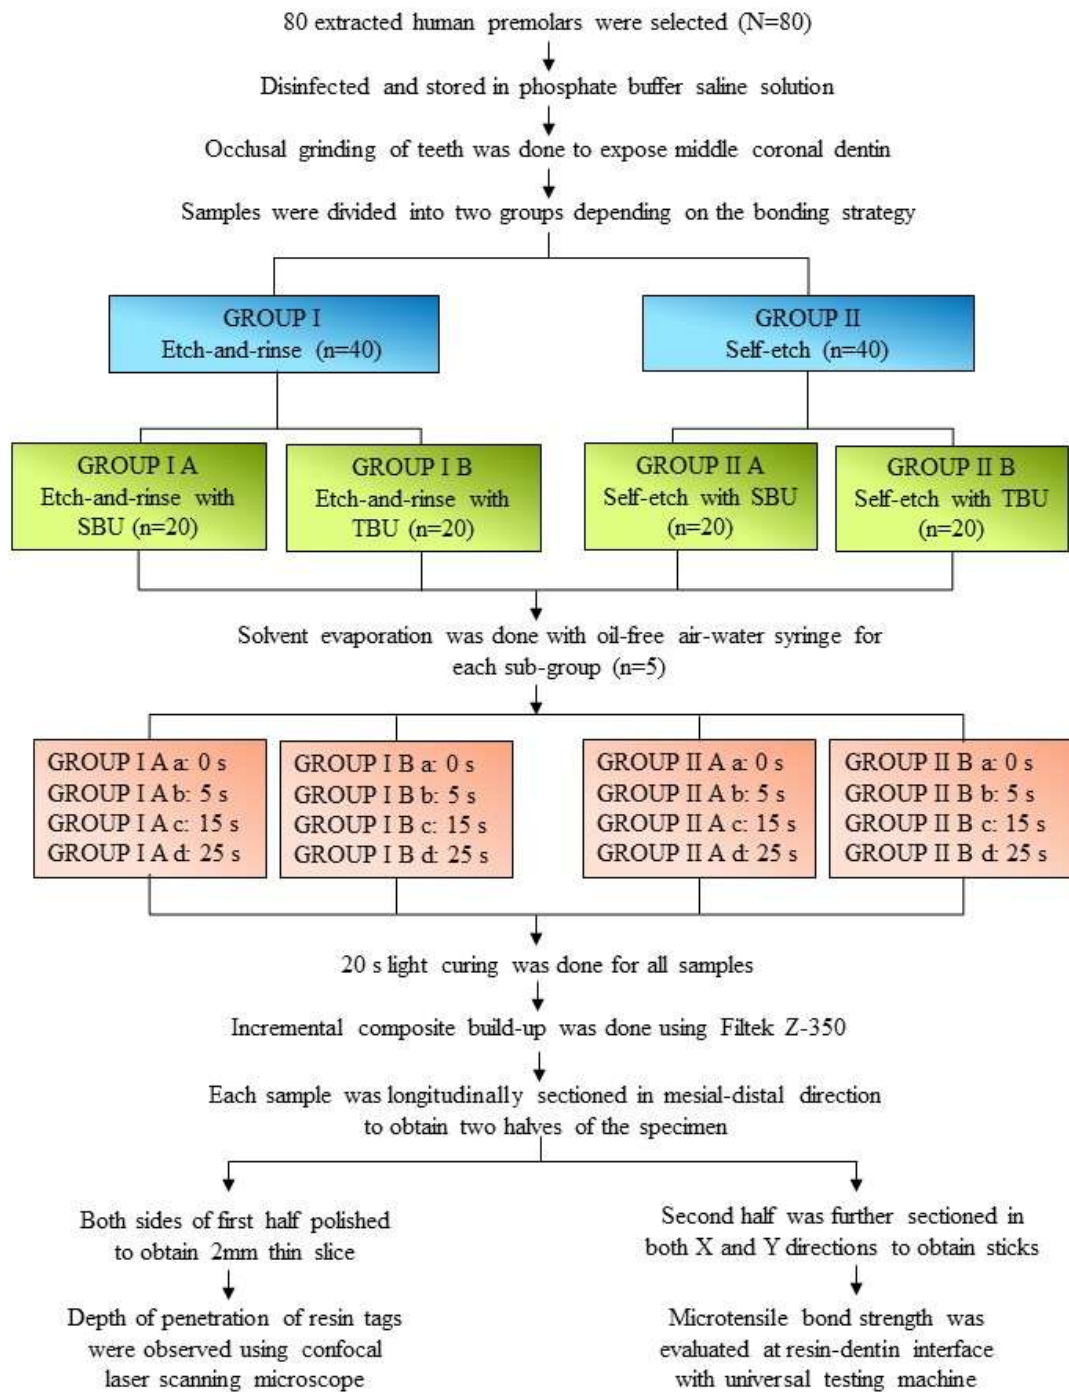 80 extracted human premolars were selected (N=80)
Disinfected and stored in phosphate buffer saline solution
Occlusal grinding of teeth was done to expose middle coronal dentin
Samples were divided into two groups depending on the bonding strategy
GROUP I
Etch-and-rinse (n=40)
GROUP II
Self-etch (n=40)
GROUP I A
Etch-and-rinse with
SBU (n=20)
GROUP I B
Etch-and-rinse with
TBU (n=20)
GROUP II A
Self-etch with SBU
(n=20)
GROUP II B
Self-etch with TBU
(n=20)
Solvent evaporation was done with oil-free air-water syringe for
each sub-group (n=5)
GROUP I A a: 0 s
GROUP I A b: 5 s
GROUP I A c: 15 s
GROUP I A d: 25 s
GROUP I B a: 0 s
GROUP I B b: 5 s
GROUP I B c: 15 s
GROUP I B d: 25 s
GROUP II A a: 0 s
GROUP II A b: 5 s
GROUP II A c: 15 s
GROUP II A d: 25 s
GROUP II B a: 0 s
GROUP II B b: 5 s
GROUP II B c: 15 s
GROUP II B d: 25 s
20 s light curing was done for all samples
Incremental composite build-up was done using Filtek Z-350
Each sample was longitudinally sectioned in mesial-distal direction
to obtain two halves of the specimen
Both sides of first half polished
to obtain 2mm thin slice
Second half was further sectioned in
both X and Y directions to obtain sticks
Depth of penetration of resin tags
were observed using confocal
laser scanning microscope
Microtensile bond strength was
evaluated at resin-dentin interface
with universal testing machine